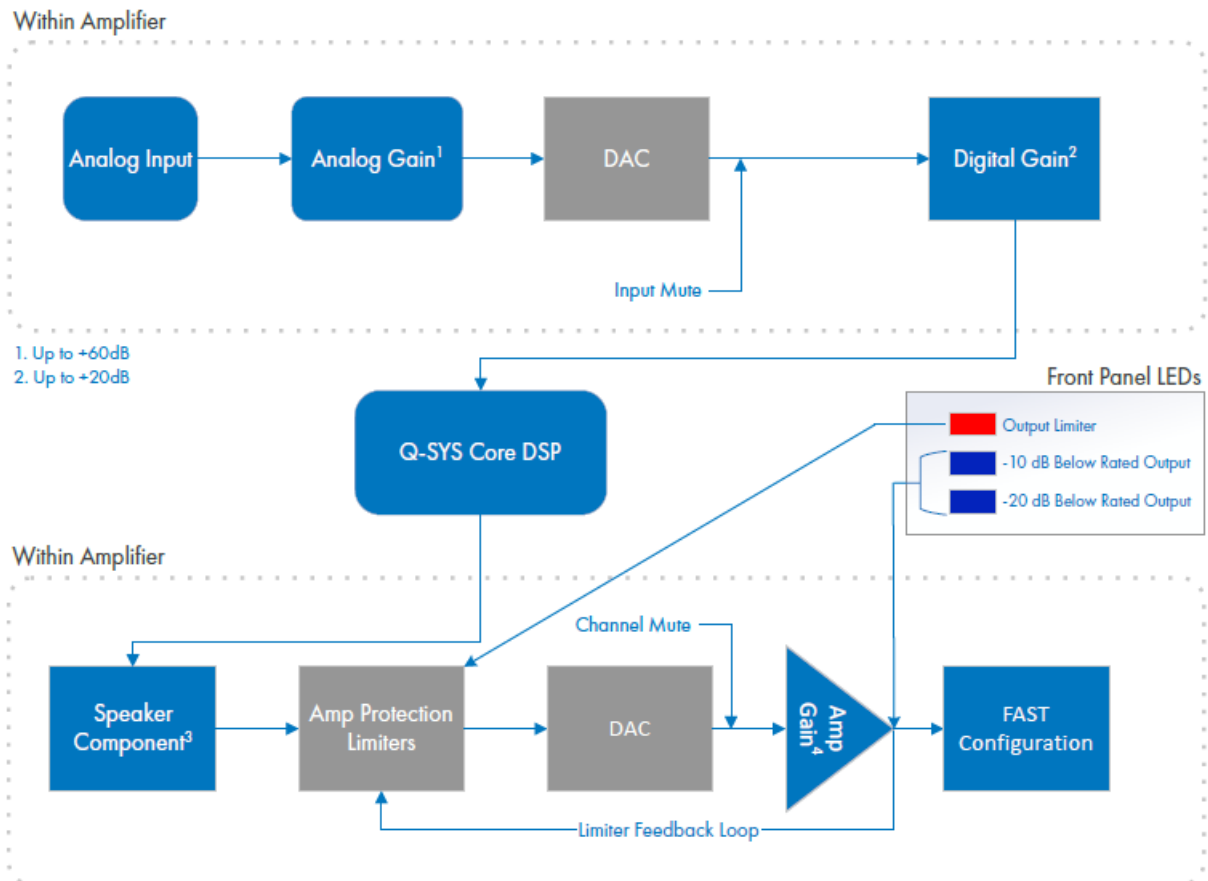 Within Amplifier
Analog Input
Analog Gain1
DAC
Digital Gain2
Input Mute
1. Up to +60dB
2. Up to +20dB
Front Panel LEDs
Output Limiter
-10 dB Below Rated Output
-20 dB Below Rated Output
Q-SYS Core DSP
Within Amplifier
Channel Mute
Speaker
Component3
Amp Protection
Limiters
DAC
Amp
Gain4
FAST
Configuration
Limiter Feedback Loop